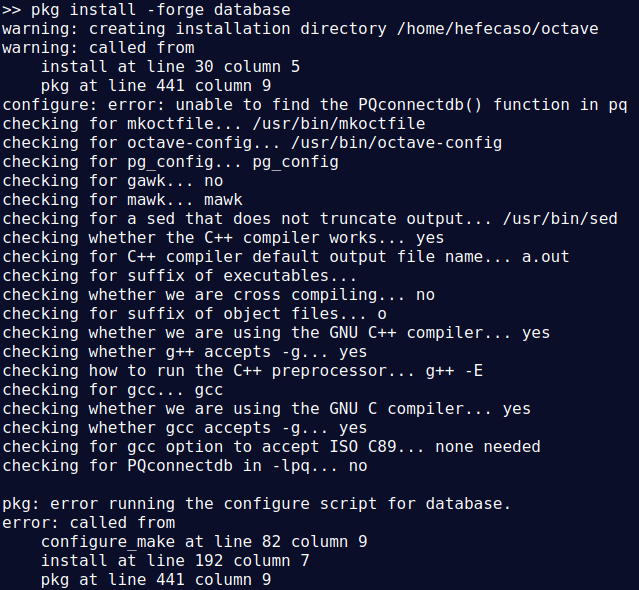 >> pkg install -forge database
warning: creating installation directory /home/hefecaso/octave
warning: called from
    install at line 30 column 5
    pkg at line 441 column 9
configure: error: unable to find the PQconnectdb() function in pq
checking for mkoctfile... /usr/bin/mkoctfile
checking for octave-config... /usr/bin/octave-config
checking for pg_config... pg_config
checking for gawk... no
checking for mawk... mawk
checking for a sed that does not truncate output... /usr/bin/sed
checking whether the C++ compiler works... yes
checking for C++ compiler default output file name... a.out
checking for suffix of executables...
checking whether we are cross compiling... no
checking for suffix of object files... o
checking whether we are using the GNU C++ compiler... yes
checking whether g++ accepts -g... yes
checking how to run the C++ preprocessor... g++ -E
checking for gcc... gcc
checking whether we are using the GNU C compiler... yes
checking whether gcc accepts -g... yes
checking for gcc option to accept ISO C89... none needed
checking for PQconnectdb in -lpq... no

pkg: error running the configure script for database.
error: called from
    configure_make at line 82 column 9
    install at line 192 column 7
    pkg at line 441 column 9